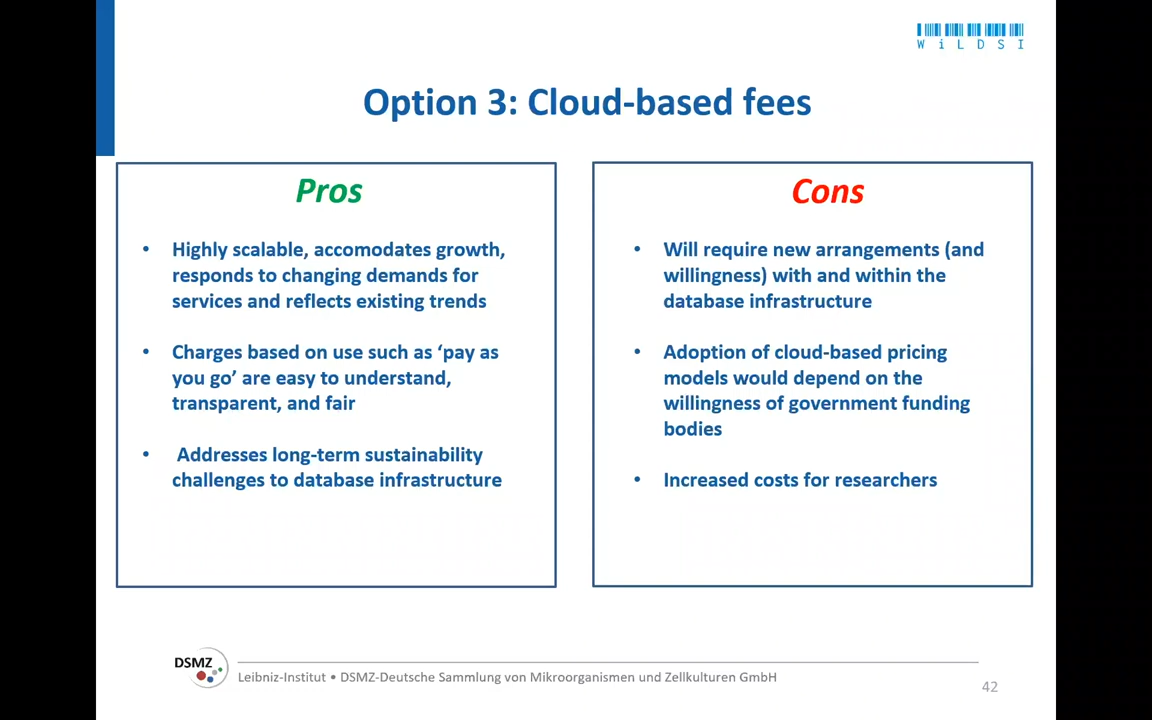 WiLDSI
Option 3: Cloud-based fees
Pros
• Highly scalable, accomodates growth,
responds to changing demands for
services and reflects existing trends
• Charges based on use such as ‘pay as
you go’ are easy to understand,
transparent, and fair
• Addresses long-term sustainability
challenges to database infrastructure
Cons
• Will require new arrangements (and
willingness) with and within the
database infrastructure
• Adoption of cloud-based pricing
models would depend on the
willingness of government funding
bodies
• Increased costs for researchers
DSMZ
Leibniz-Institut • DSMZ-Deutsche Sammlung von Mikroorganismen und Zellkulturen GmbH
42